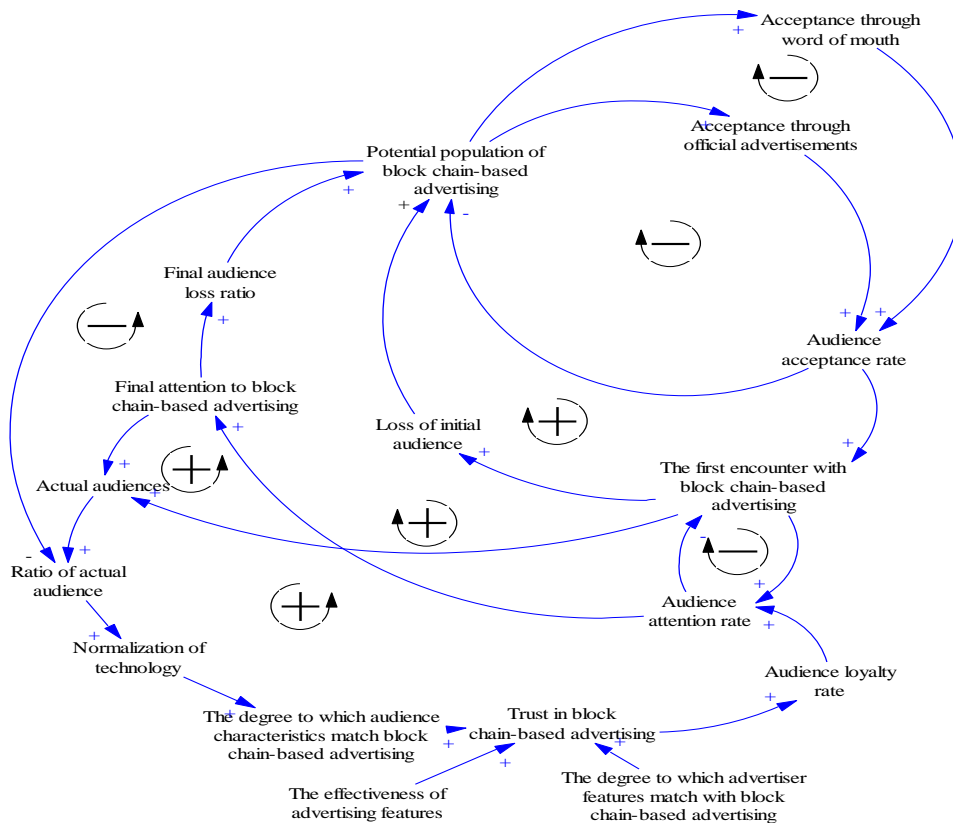 Acceptance through
word of mouth
Acceptance through
official advertisements
Potential population of
block chain-based
advertising
Final audience
loss ratio
Audience
acceptance rate
Final attention to block
chain-based advertising
Loss of initial
audience
The first encounter with
block chain-based
advertising
Actual audiences
Ratio of actual
audience
Audience
attention rate
Normalization of
technology
Audience loyalty
rate
The degree to which audience
characteristics match block
chain-based advertising
Trust in block
chain-based advertising
The effectiveness of
advertising features
The degree to which advertiser
features match with block
chain-based advertising